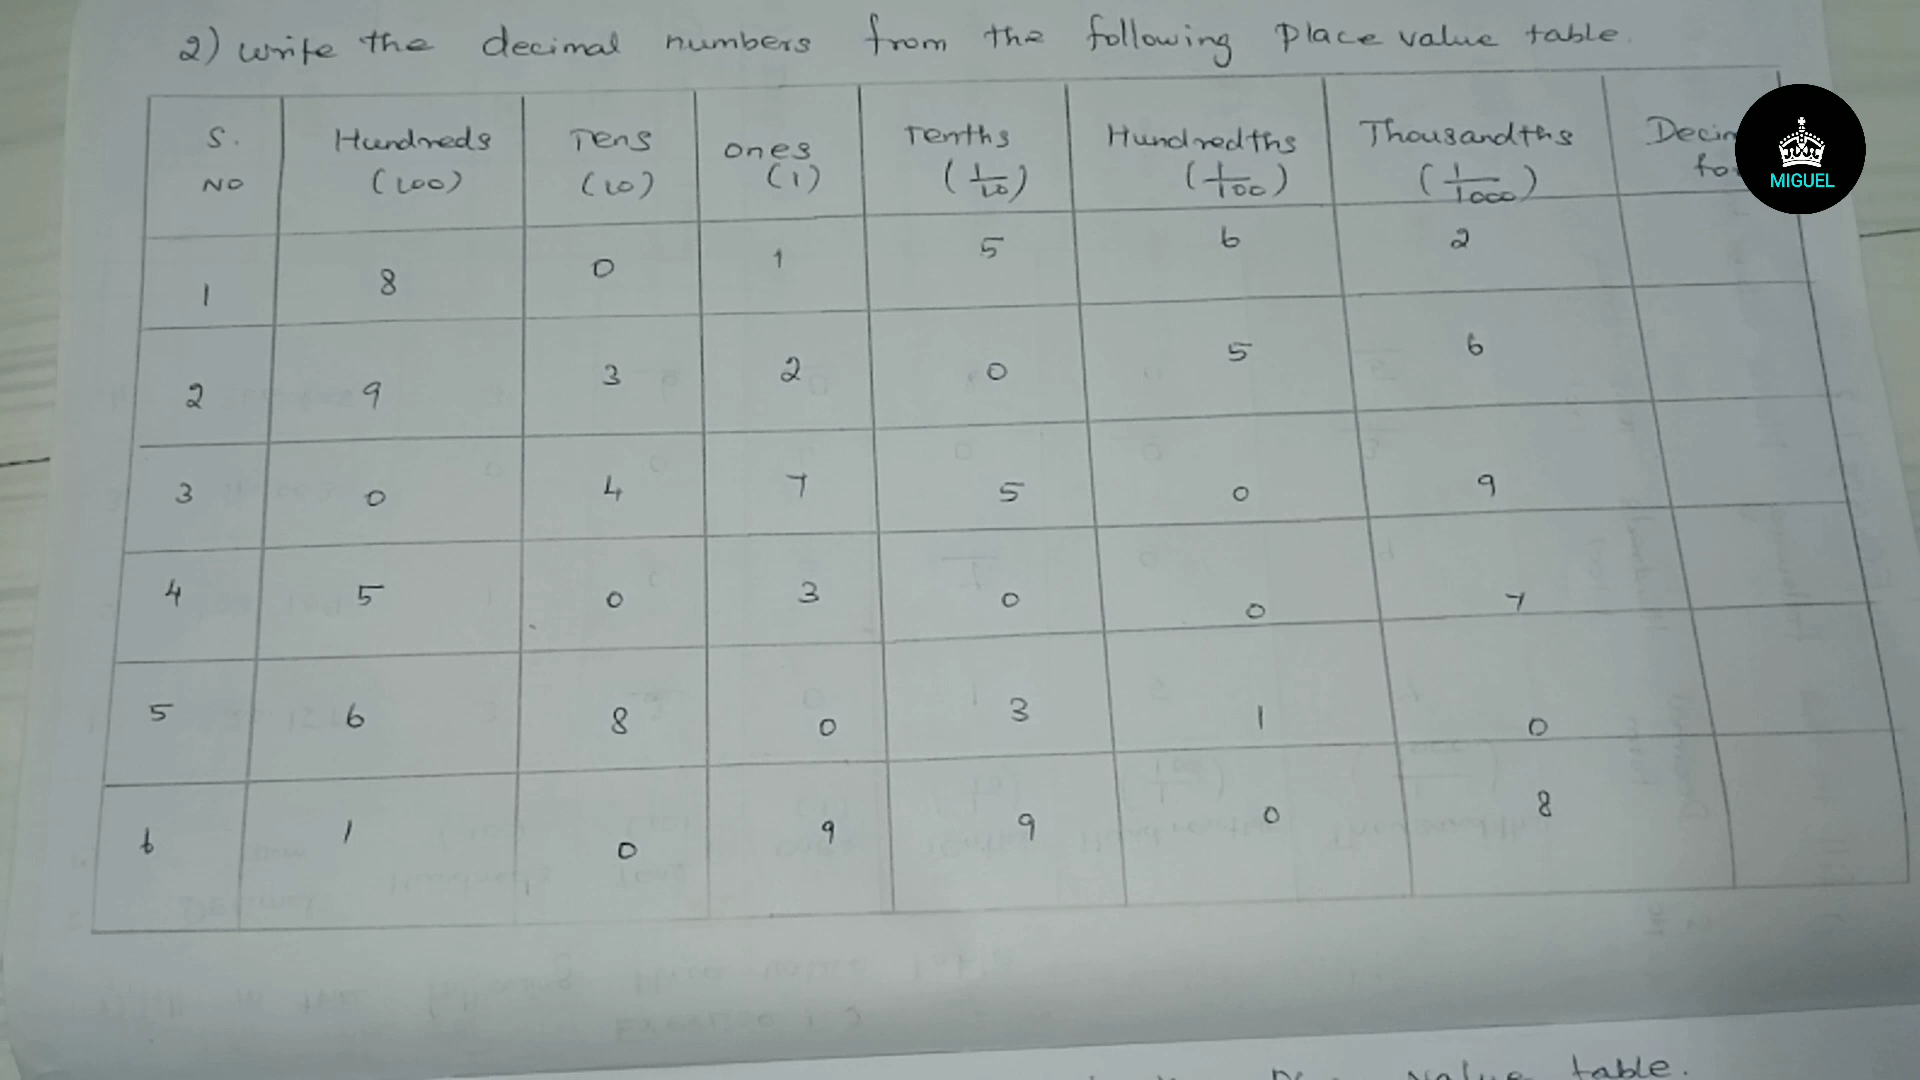 2) write the decimal numbers from the following place value table.
S. NO Hundreds (100) Tens (10) ones (1) Tenths (1/10) Hundredths (1/100) Thousandths (1/1000)
MIGUEL
1 8 0 1 5 6 2
2 9 3 2 0 5 6
3 0 4 7 5 0 9
4 5 0 3 0 0 7
5 6 8 0 3 1 0
6 1 0 9 9 0 8
value table.